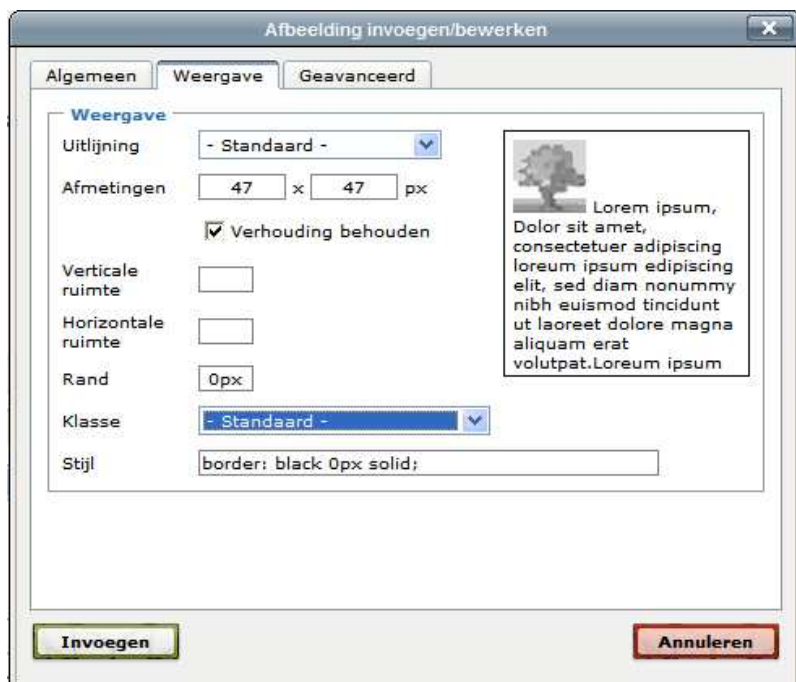 Afbeelding invoegen/bewerken
Algemeen Weergave Geavanceerd
Weergave
Uitlijning - Standaard -
Afmetingen 47 x 47 px
Verhouding behouden
Verticale
ruimte
Horizontale
ruimte
Rand 0px
Klasse - Standaard -
Stijl border: black 0px solid;
Lorem ipsum,
Dolor sit amet,
consectetuer adipiscing
loreum ipsum edipiscing
elit, sed diam nonummy
nibh euismod tincidunt
ut laoreet dolore magna
aliquam erat
volutpat.Loreum ipsum
Invoegen Annuleren